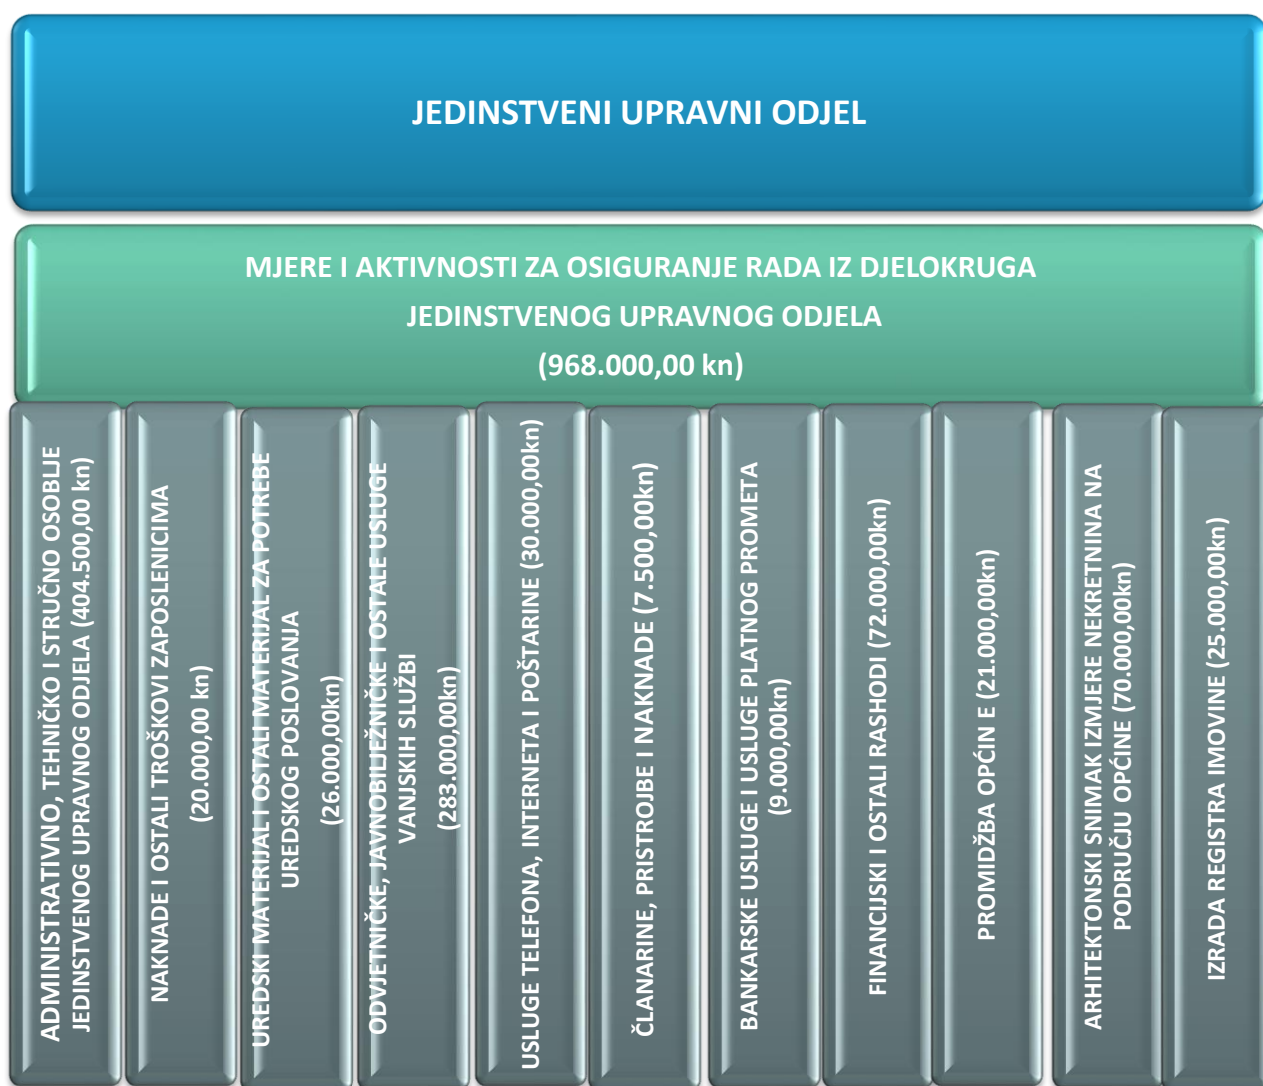 JEDINSTVENI UPRAVNI ODJEL
MJERE I AKTIVNOSTI ZA OSIGURANJE RADA IZ DJELOKRUGA
JEDINSTVENOG UPRAVNOG ODJELA
(968.000,00 kn)
ADMINISTRATIVNO, TEHNIČKO I STRUČNO OSOBLJE
JEDINSTVENOG UPRAVNOG ODJELA (404.500,00 kn)
NAKNADE I OSTALI TROŠKOVI ZAPOSLENICIMA
(20.000,00 kn)
UREDSKI MATERIJAL I OSTALI MATERIJAL ZA POTREBE
UREDSKOG POSLOVANJA
(26.000,00kn)
ODVJETNIČKE, JAVNOBILJEŽNIČKE I OSTALE USLUGE
VANJSKIH SLUŽBI
(283.000,00kn)
USLUGE TELEFONA, INTERNETA I POŠTARINE (30.000,00kn)
ČLANARINE, PRISTROJBE I NAKNADE (7.500,00kn)
BANKARSKE USLUGE I USLUGE PLATNOG PROMETA
(9.000,00kn)
FINANCIJSKI I OSTALI RASHODI (72.000,00kn)
PROMIDŽBA OPĆIN E (21.000,00kn)
ARHITEKTONSKI SNIMAK IZMJERE NEKRETNINA NA
PODRUČJU OPĆINE (70.000,00kn)
IZRADA REGISTRA IMOVINE (25.000,00kn)